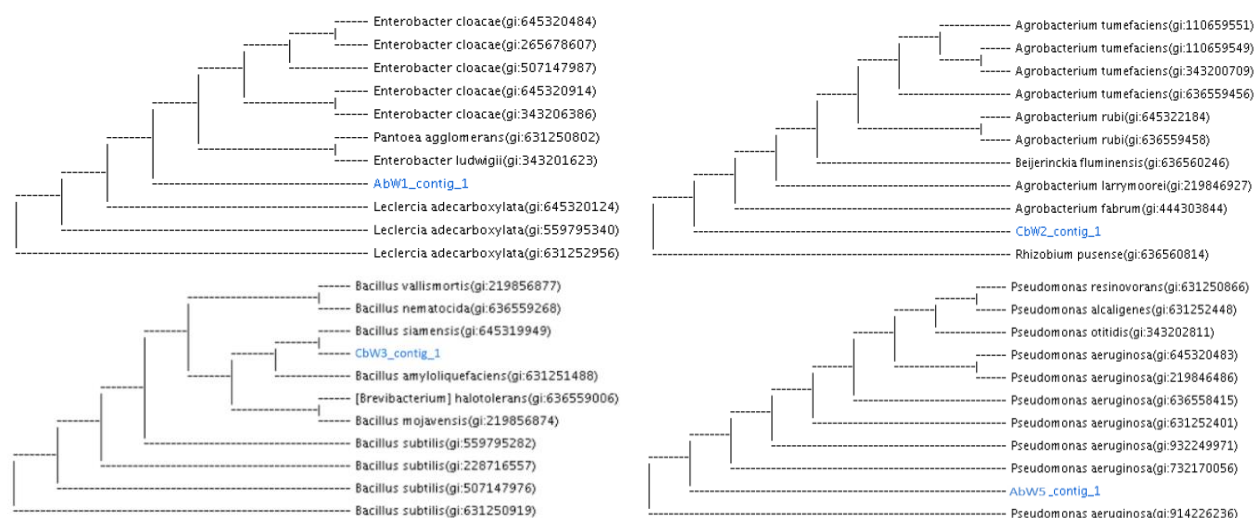 Enterobacter cloacae(gi:645320484)
Enterobacter cloacae(gi:265678607)
Enterobacter cloacae(gi:507147987)
Enterobacter cloacae(gi:645320914)
Enterobacter cloacae(gi:343206386)
Pantoea agglomerans(gi:631250802)
Enterobacter ludwigii(gi:343201623)
AbW1_contig_1
Leclercia adecarboxylata(gi:645320124)
Leclercia adecarboxylata(gi:559795340)
Leclercia adecarboxylata(gi:631252956)
Agrobacterium tumefaciens(gi:110659551)
Agrobacterium tumefaciens(gi:110659549)
Agrobacterium tumefaciens(gi:343200709)
Agrobacterium tumefaciens(gi:636559456)
Agrobacterium rubi(gi:645322184)
Agrobacterium rubi(gi:636559458)
Beijerinckia fluminensis(gi:636560246)
Agrobacterium larrymoorei(gi:219846927)
Agrobacterium fabrum(gi:444303844)
CbW2_contig_1
Rhizobium pusense(gi:636560814)
Bacillus vallismortis(gi:219856877)
Bacillus nematocida(gi:636559268)
Bacillus siamensis(gi:645319949)
CbW3_contig_1
Bacillus amyloliquefaciens(gi:631251488)
[Brevibacterium] halotolerans(gi:636559006)
Bacillus mojavensis(gi:219856874)
Bacillus subtilis(gi:559795282)
Bacillus subtilis(gi:228716557)
Bacillus subtilis(gi:507147976)
Bacillus subtilis(gi:631250919)
Pseudomonas resinovorans(gi:631250866)
Pseudomonas alcaligenes(gi:631252448)
Pseudomonas otitidis(gi:343202811)
Pseudomonas aeruginosa(gi:645320483)
Pseudomonas aeruginosa(gi:219846486)
Pseudomonas aeruginosa(gi:636558415)
Pseudomonas aeruginosa(gi:631252401)
Pseudomonas aeruginosa(gi:932249971)
Pseudomonas aeruginosa(gi:732170056)
AbW5_contig_1
Pseudomonas aeruginosa(gi:914226236)